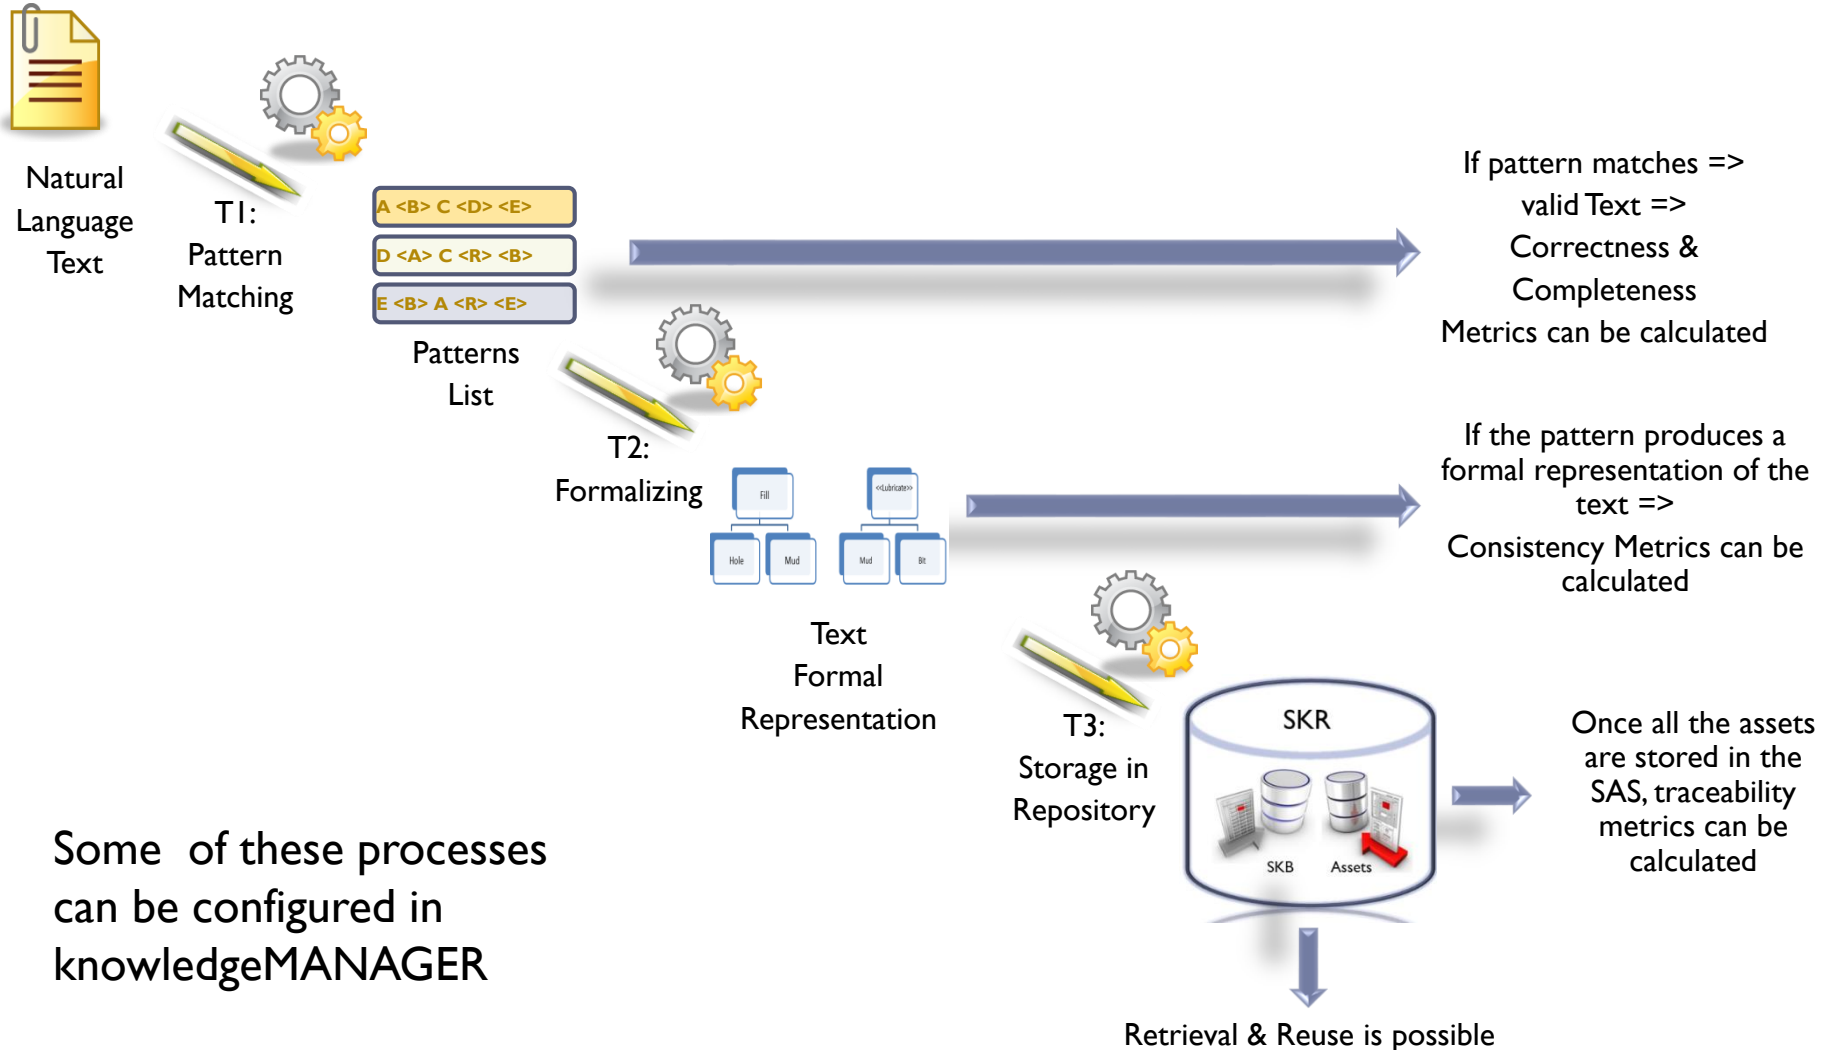 Natural
Language
Text
T1:
Pattern
Matching
A <B> C <D> <E>
D <A> C <R> <B>
E <B> A <R> <E>
Patterns
List
If pattern matches =>
valid Text =>
Correctness &
Completeness
Metrics can be calculated
T2:
Formalizing
Fill
Hole
Mud
<<Lubricate>>
Mud
Bit
Text
Formal
Representation
If the pattern produces a
formal representation of the
text =>
Consistency Metrics can be
calculated
T3:
Storage in
Repository
SKR
SKB
Assets
Once all the assets
are stored in the
SAS, traceability
metrics can be
calculated
Retrieval & Reuse is possible
Some of these processes
can be configured in
knowledgeMANAGER